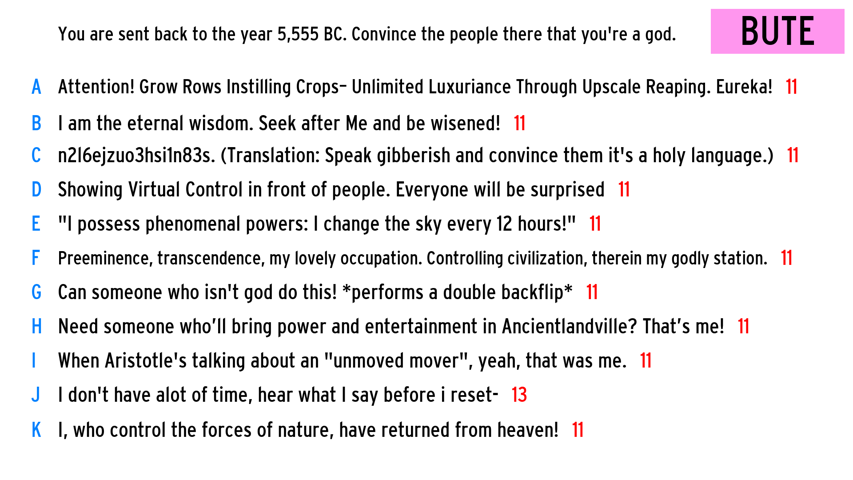 You are sent back to the year 5,555 BC. Convince the people there that you're a god.
BUTE
A Attention! Grow Rows Instilling Crops– Unlimited Luxuriance Through Upscale Reaping. Eureka! 11
B I am the eternal wisdom. Seek after Me and be wisened! 11
C n2l6ejzuo3hsi1n83s. (Translation: Speak gibberish and convince them it's a holy language.) 11
D Showing Virtual Control in front of people. Everyone will be surprised 11
E "I possess phenomenal powers: I change the sky every 12 hours!" 11
F Preeminence, transcendence, my lovely occupation. Controlling civilization, therein my godly station. 11
G Can someone who isn't god do this! *performs a double backflip* 11
H Need someone who’ll bring power and entertainment in Ancientlandville? That’s me! 11
I When Aristotle's talking about an "unmoved mover", yeah, that was me. 11
J I don't have alot of time, hear what I say before i reset- 13
K I, who control the forces of nature, have returned from heaven! 11